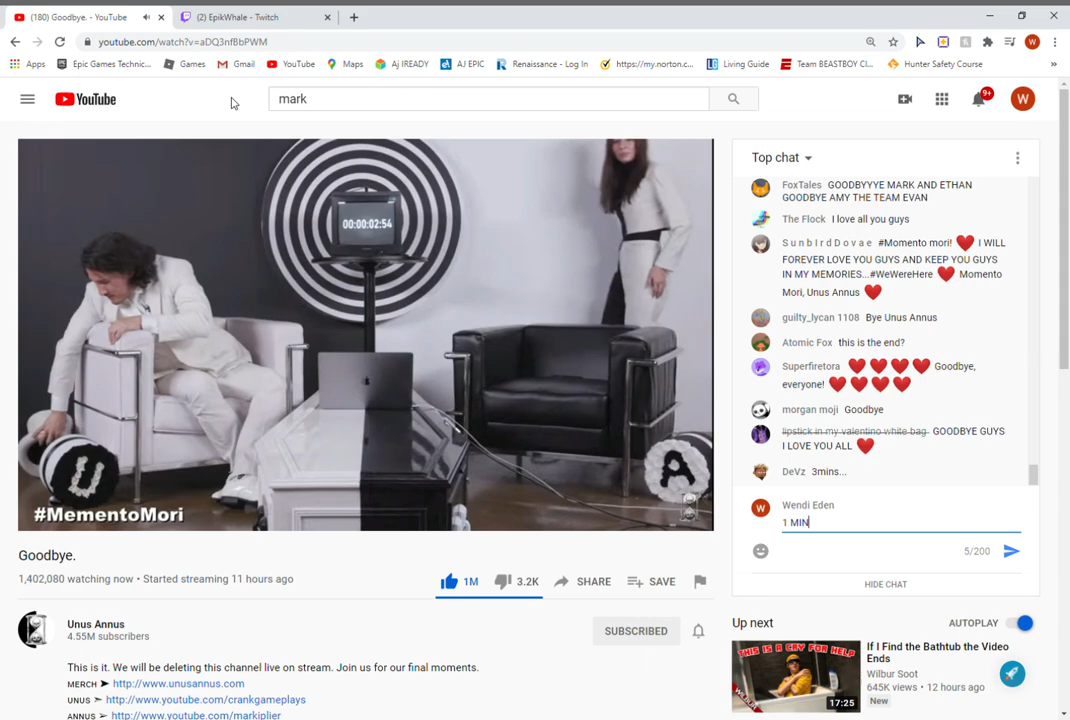 (180) Goodbye. - YouTube
(2) EpikWhale - Twitch
youtube.com/watch?v=aDQ3nfBbPWM
W
Apps
Epic Games Technic...
Games
Gmail
YouTube
Maps
Aj IREADY
AJ EPIC
Renaissance - Log In
https://my.norton.c...
Living Guide
Team BEASTBOY Cl...
Hunter Safety Course
»
YouTube
mark
9+
W
Top chat
FoxTales GOODBYYYE MARK AND ETHAN
GOODBYE AMY THE TEAM EVAN
The Flock I love all you guys
S u n b I r d D o v a e #Momento mori! ❤ I WILL
FOREVER LOVE YOU GUYS AND KEEP YOU GUYS
IN MY MEMORIES...#WeWereHere ❤ Momento
Mori, Unus Annus ❤
guilty_lycan 1108 Bye Unus Annus
Atomic Fox this is the end?
Superfiretora ❤ ❤ ❤ ❤ Goodbye,
everyone! ❤ ❤ ❤ ❤
morgan moji Goodbye
lipstick in my valentino white bag GOODBYE GUYS
I LOVE YOU ALL ❤
DeVz 3mins...
W Wendi Eden
1 MIN
5/200
HIDE CHAT
00:00:02:54
U
A
#MementoMori
Goodbye.
1,402,080 watching now • Started streaming 11 hours ago
1M
3.2K
SHARE
SAVE
Unus Annus
4.55M subscribers
SUBSCRIBED
This is it. We will be deleting this channel live on stream. Join us for our final moments.
MERCH ➤ http://www.unusannus.com
UNUS ➣ http://www.youtube.com/crankgameplays
ANNUS ➣ http://www.youtube.com/markiplier
Up next
AUTOPLAY
THIS IS A CRY FOR HELP
17:25
If I Find the Bathtub the Video
Ends
Wilbur Soot
645K views • 12 hours ago
New